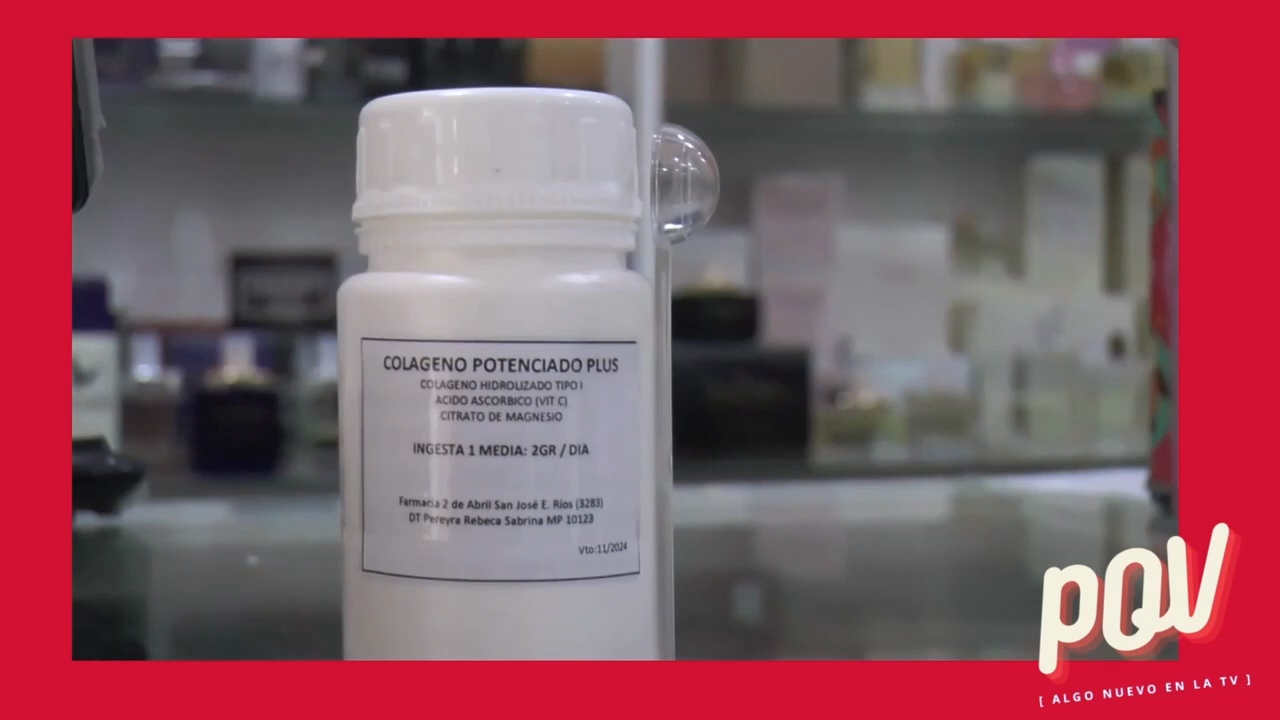 COLAGENO POTENCIADO PLUS
COLAGENO HIDROLIZADO TIPO I
ACIDO ASCORBICO (VIT C)
CITRATO DE MAGNESIO
INGESTA 1 MEDIA: 2GR / DIA
Farmacia 2 de Abril San José E. Ríos (3283)
DT Pereyra Rebeca Sabrina MP 10123
Vto:11/2024
POV
[ ALGO NUEVO EN LA TV ]